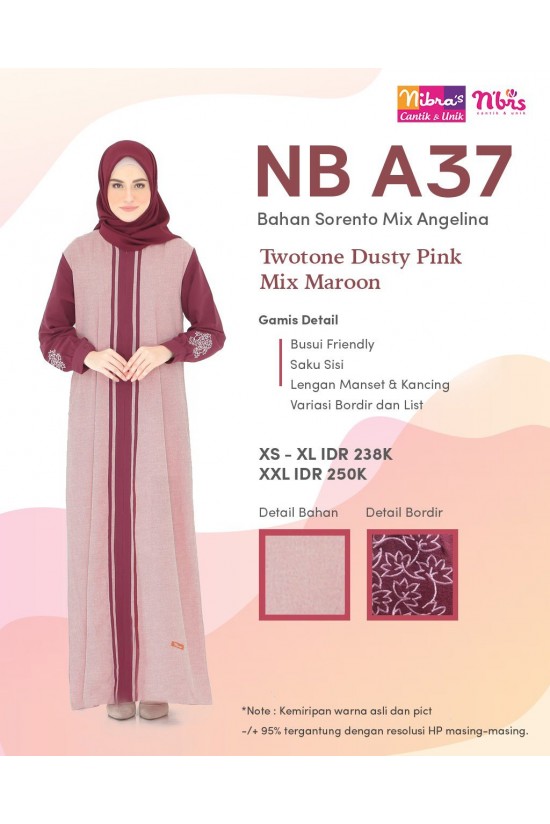 Nibra's
Cantik & Unik
N'brs
CANTIK & UNIK
NB A37
Bahan Sorento Mix Angelina
Twotone Dusty Pink
Mix Maroon
Gamis Detail
Busui Friendly
Saku Sisi
Lengan Manset & Kancing
Variasi Bordir dan List
XS - XL IDR 238K
XXL IDR 250K
Detail Bahan
Detail Bordir
*Note : Kemiripan warna asli dan pict
-/+ 95% tergantung dengan resolusi HP masing-masing.